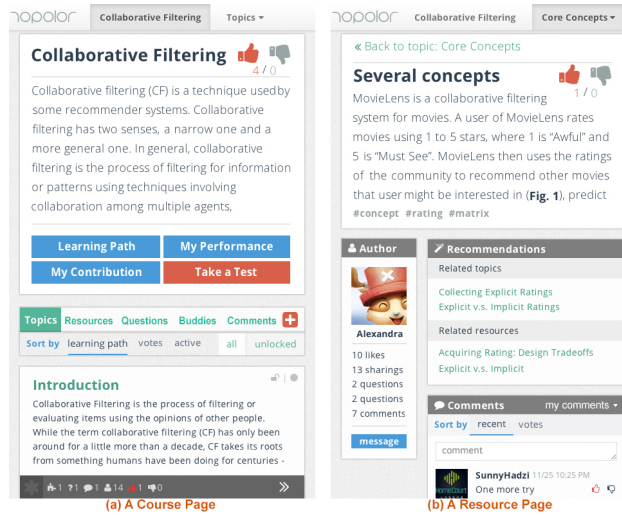 nopolor
Collaborative Filtering
Topics
Collaborative Filtering
4 / 0
Collaborative filtering (CF) is a technique usedby
some recommender systems. Collaborative
filtering has two senses, a narrow one and a
more general one. In general, collaborative
filtering is the process of filtering for information
or patterns using techniques involving
collaboration among multiple agents,
Learning Path
My Performance
My Contribution
Take a Test
Topics Resources Questions Buddies Comments
Sort by learning path votes active all unlocked
Introduction
Collaborative Filtering is the process of filtering or
evaluating items using the opinions of other people.
While the term collaborative filtering (CF) has only been
around for a little more than a decade, CF takes its roots
from something humans have been doing for centuries -
1 ?1 1 14 1 0 »
(a) A Course Page
nopolor
Collaborative Filtering
Core Concepts
« Back to topic: Core Concepts
Several concepts
1 / 0
MovieLens is a collaborative filtering
system for movies. A user of MovieLens rates
movies using 1 to 5 stars, where 1 is “Awful” and
5 is “Must See”. MovieLens then uses the ratings
of the community to recommend other movies
that user might be interested in (Fig. 1), predict
#concept #rating #matrix
Author
Alexandra
10 likes
13 sharings
2 questions
2 questions
7 comments
message
Recommendations
Related topics
Collecting Explicit Ratings
Explicit v.s. Implicit Ratings
Related resources
Acquiring Rating: Design Tradeoffs
Explicit v.s. Implicit
Comments
my comments
Sort by recent votes
comment
HomeCourt
SunnyHadzi 11/25 10:25 PM
One more try
(b) A Resource Page